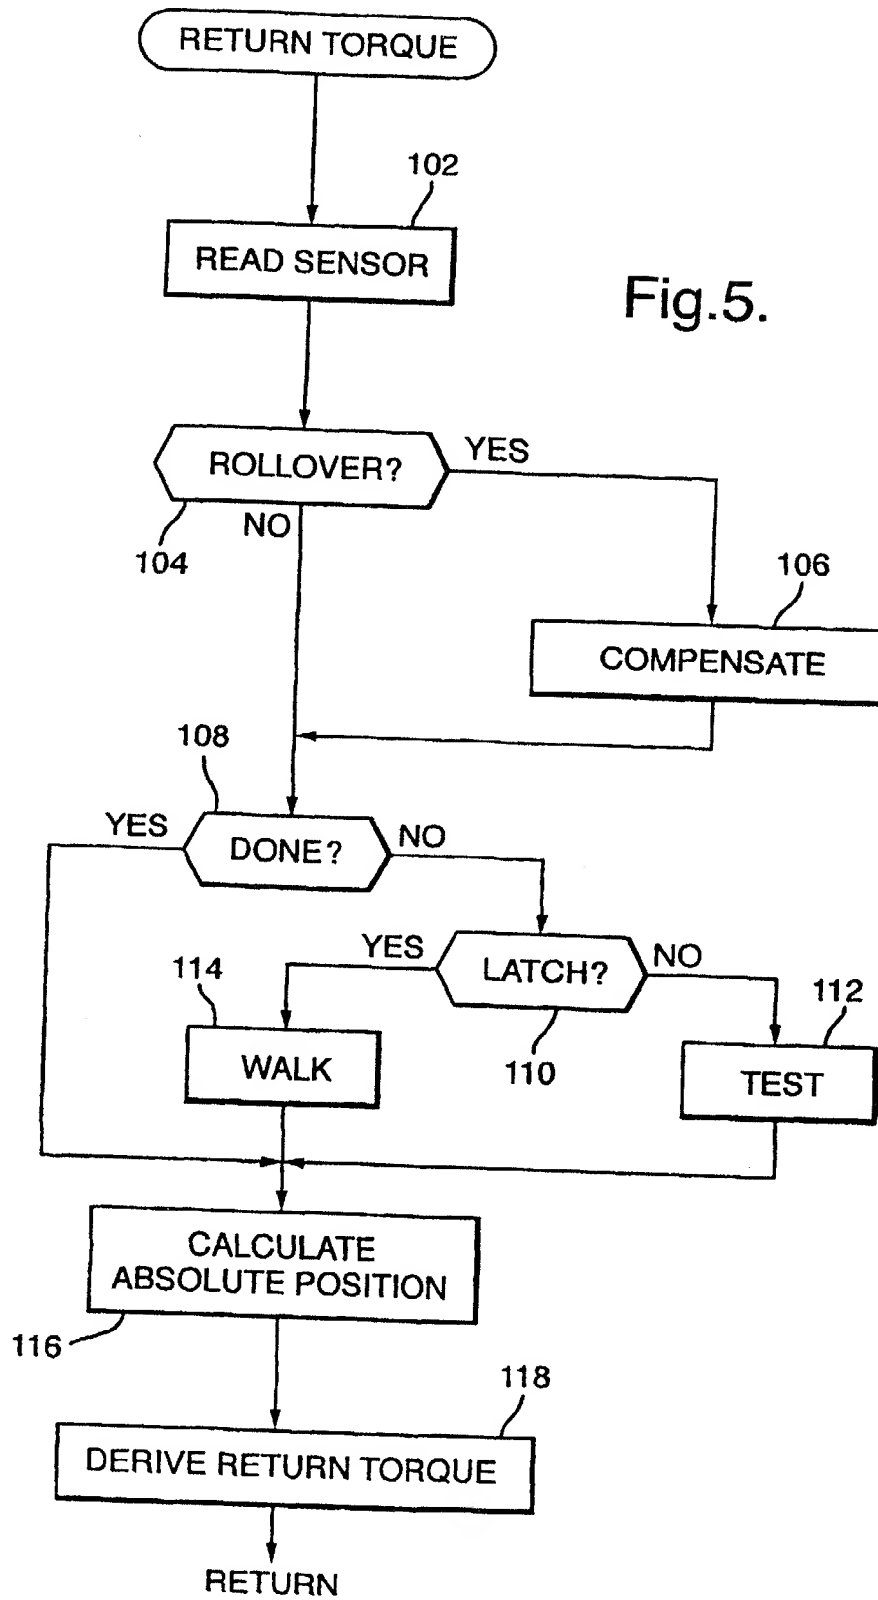 RETURN TORQUE
102
READ SENSOR
Fig.5.
ROLLOVER?
YES
NO
104
106
COMPENSATE
108
YES
DONE?
NO
YES
LATCH?
NO
114
112
WALK
110
TEST
CALCULATE
ABSOLUTE POSITION
116
118
DERIVE RETURN TORQUE
RETURN